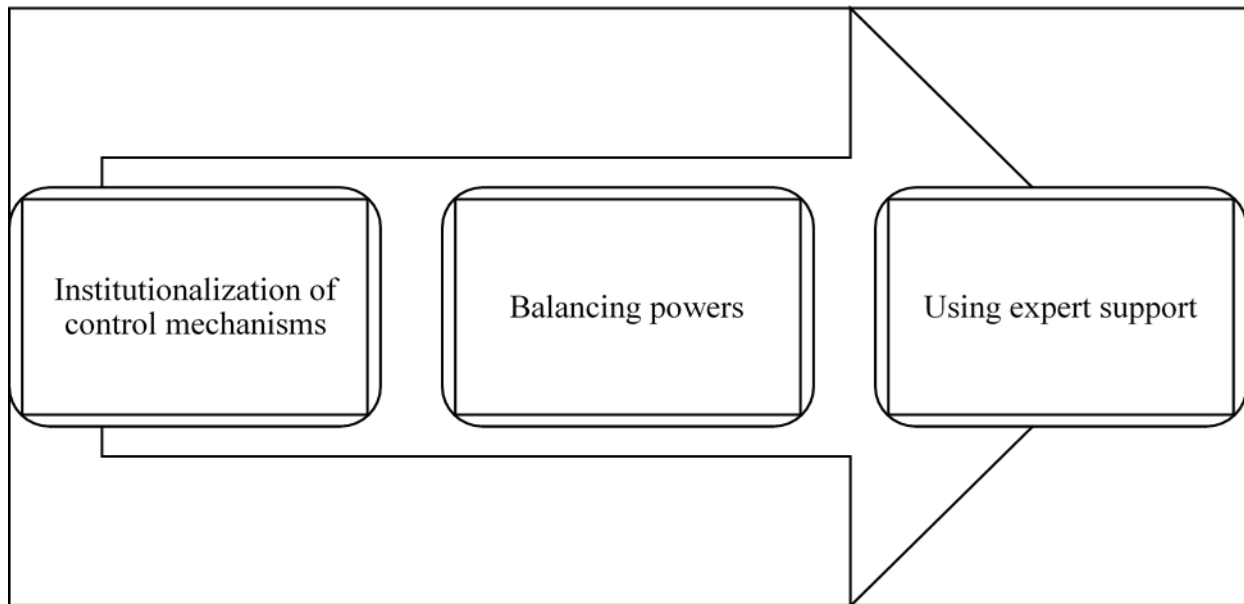 Institutionalization of
control mechanisms
Balancing powers
Using expert support